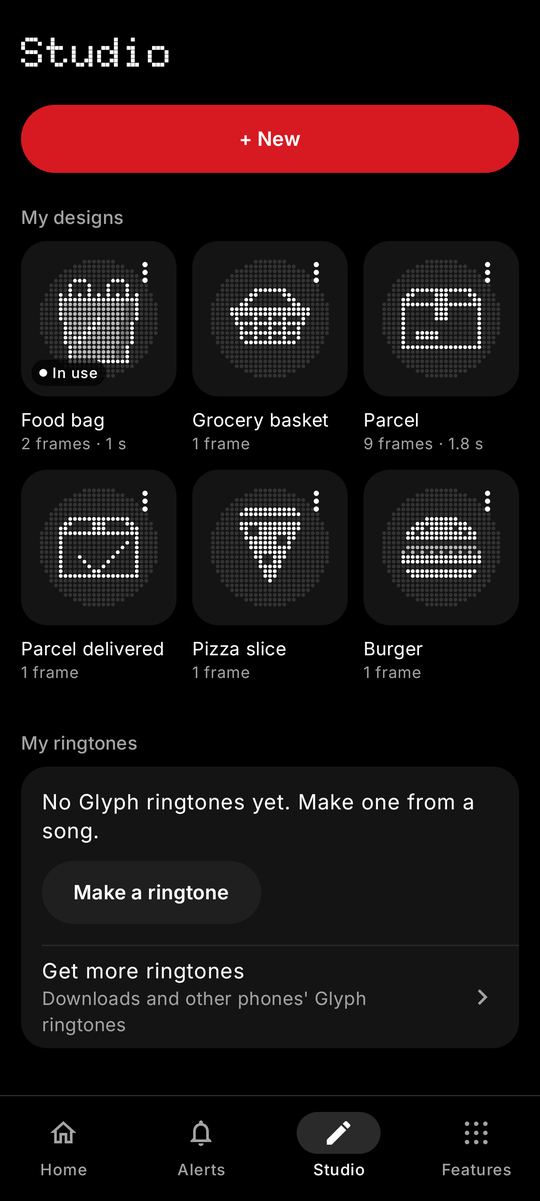 Studio
+ New
My designs
In use
Food bag
2 frames · 1 s
Grocery basket
1 frame
Parcel
9 frames · 1.8 s
Parcel delivered
1 frame
Pizza slice
1 frame
Burger
1 frame
My ringtones
No Glyph ringtones yet. Make one from a
song.
Make a ringtone
Get more ringtones
Downloads and other phones' Glyph
ringtones
Home
Alerts
Studio
Features